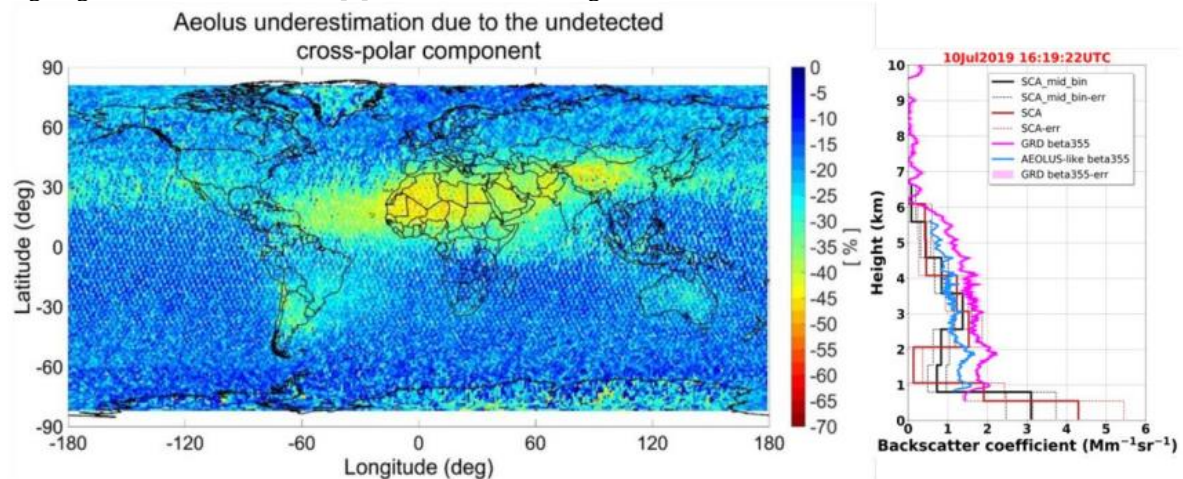 Aeolus underestimation due to the undetected
cross-polar component
90
60
30
0
-30
-60
-90
Latitude (deg)
-180
-120
-60
0
60
120
180
Longitude (deg)
0
-5
-10
-15
-20
-25
-30
-35
-40
-45
-50
-55
-60
-65
-70
[ % ]
10Jul2019 16:19:22UTC
10
9
8
7
6
5
4
3
2
1
0
Height (km)
SCA_mid_bin
SCA_mid_bin-err
SCA
SCA-err
GRD beta355
AEOLUS-like beta355
GRD beta355-err
0 1 2 3 4 5 6
Backscatter coefficient (Mm⁻¹sr⁻¹)